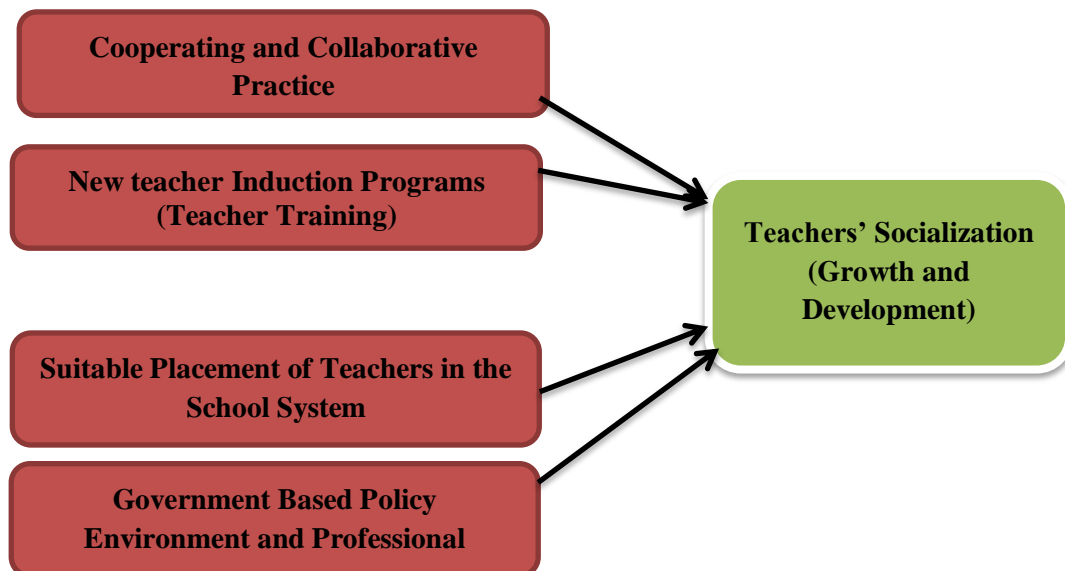 Cooperating and Collaborative
Practice
New teacher Induction Programs
(Teacher Training)
Teachers’ Socialization
(Growth and
Development)
Suitable Placement of Teachers in the
School System
Government Based Policy
Environment and Professional